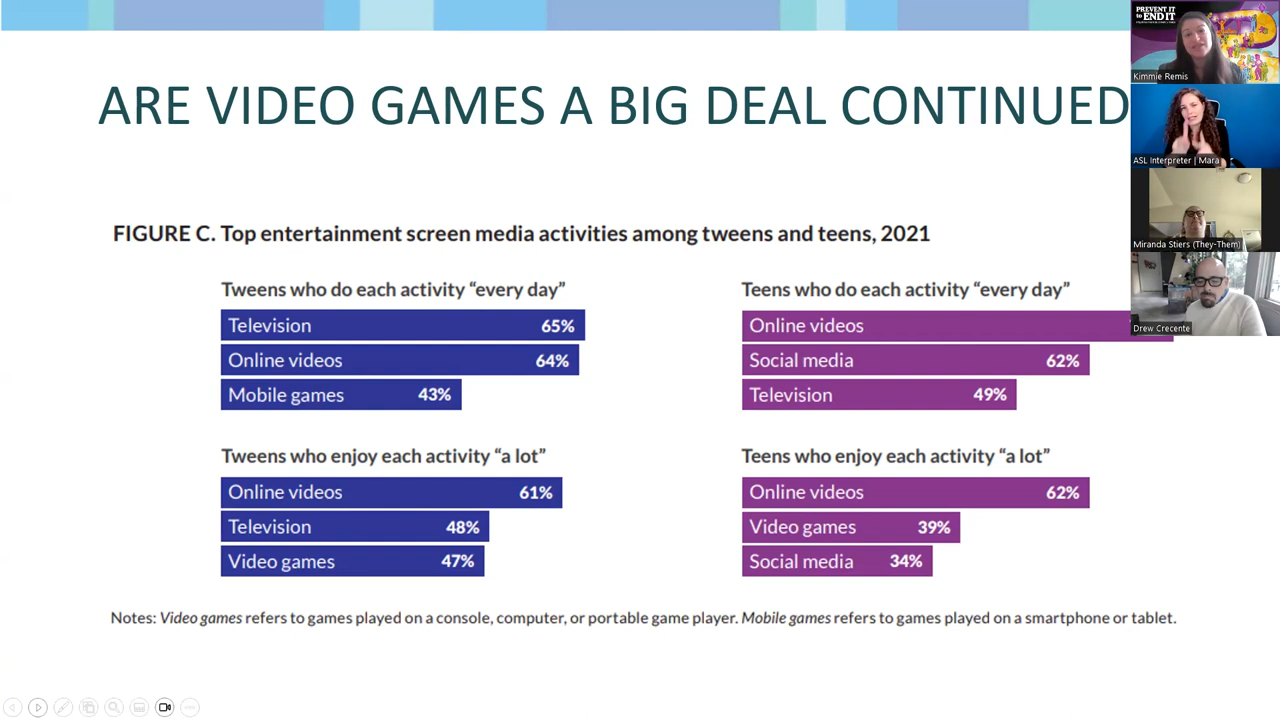 ARE VIDEO GAMES A BIG DEAL CONTINUED
FIGURE C. Top entertainment screen media activities among tweens and teens, 2021
Tweens who do each activity “every day”
Television 65%
Online videos 64%
Mobile games 43%
Teens who do each activity “every day”
Online videos
Social media 62%
Television 49%
Tweens who enjoy each activity “a lot”
Online videos 61%
Television 48%
Video games 47%
Teens who enjoy each activity “a lot”
Online videos 62%
Video games 39%
Social media 34%
Notes: Video games refers to games played on a console, computer, or portable game player. Mobile games refers to games played on a smartphone or tablet.
PREVENT IT
to END IT
Kimmie Remis
ASL Interpreter | Mara
Miranda Stiers (They-Them)
Drew Crecente